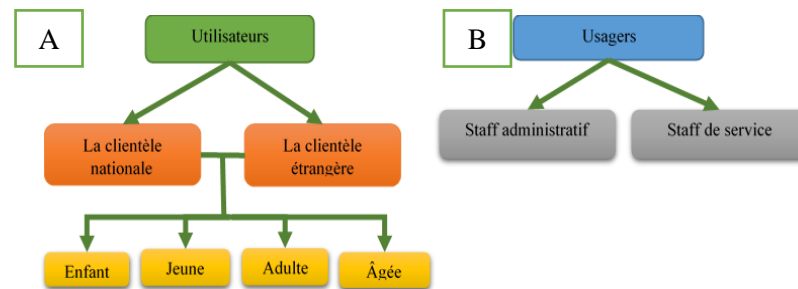 A
Utilisateurs
La clientèle
nationale
La clientèle
étrangère
Enfant
Jeune
Adulte
Âgée
B
Usagers
Staff administratif
Staff de service